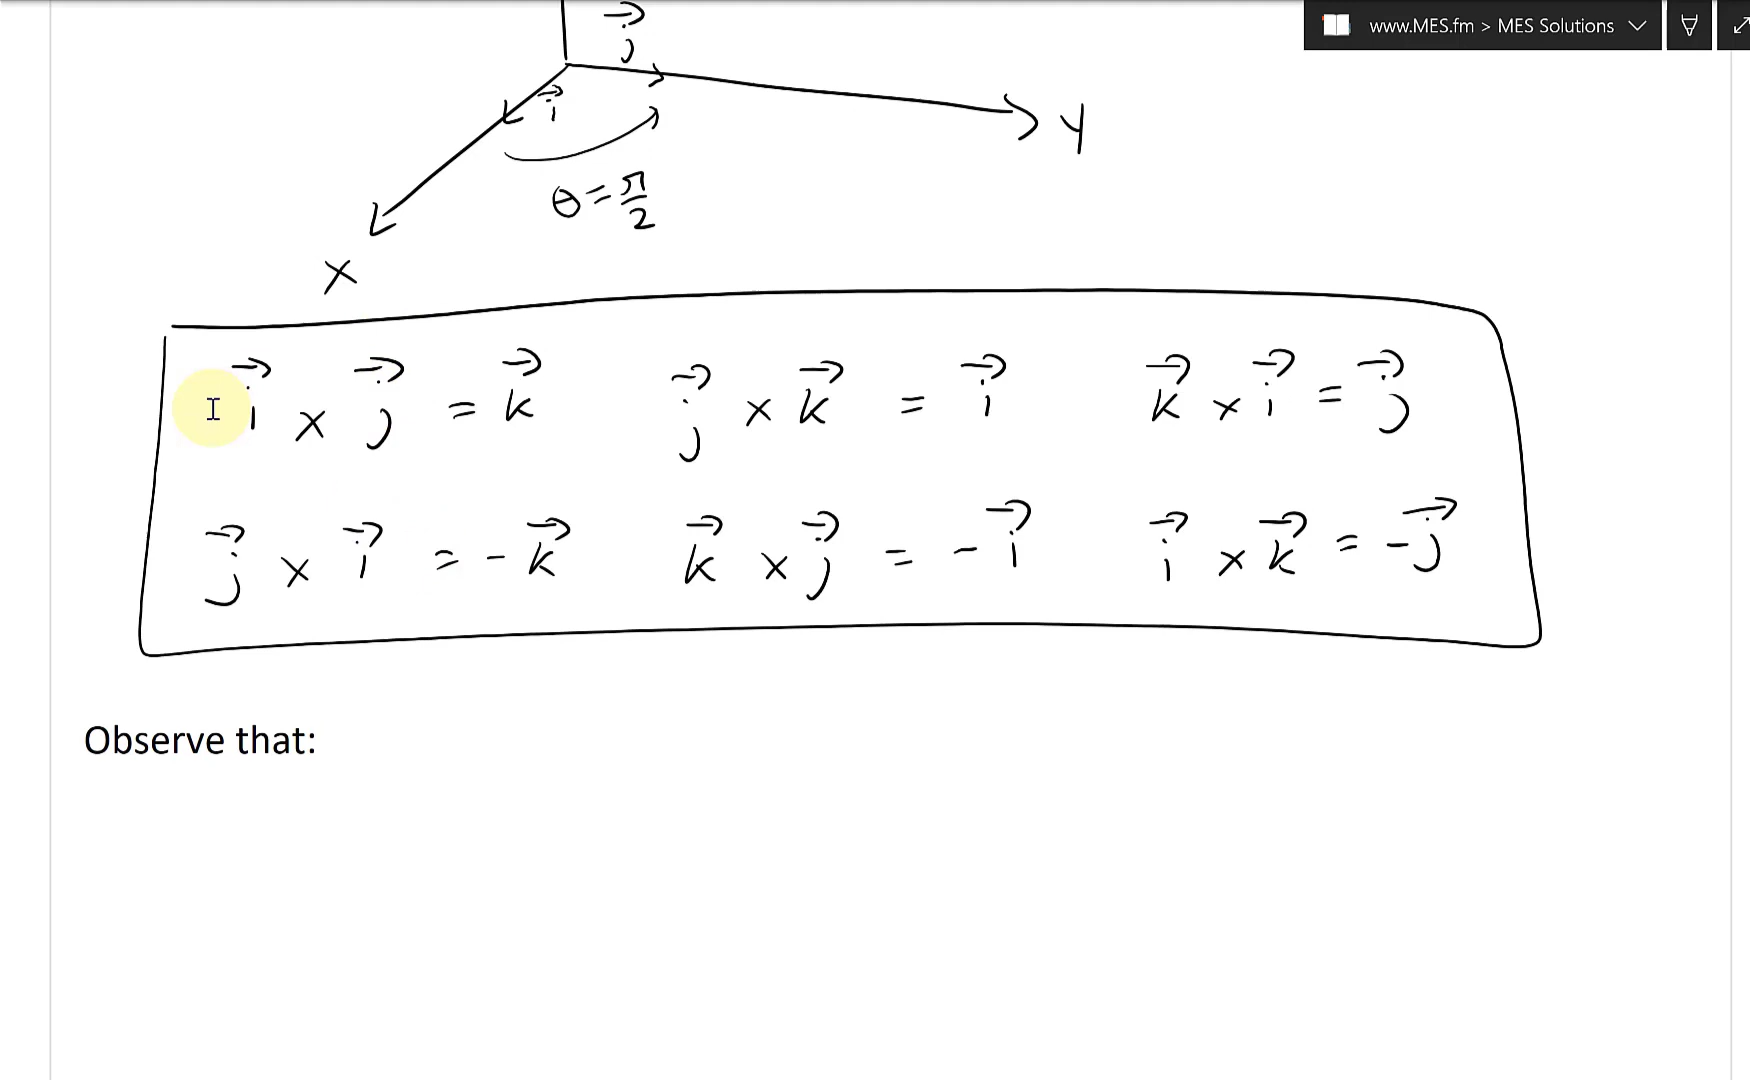 www.MES.fm > MES Solutions
j⃗
i⃗
y
θ = π/2
x
i⃗ × j⃗ = k⃗ j⃗ × k⃗ = i⃗ k⃗ × i⃗ = j⃗
j⃗ × i⃗ = -k⃗ k⃗ × j⃗ = -i⃗ i⃗ × k⃗ = -j⃗
Observe that: